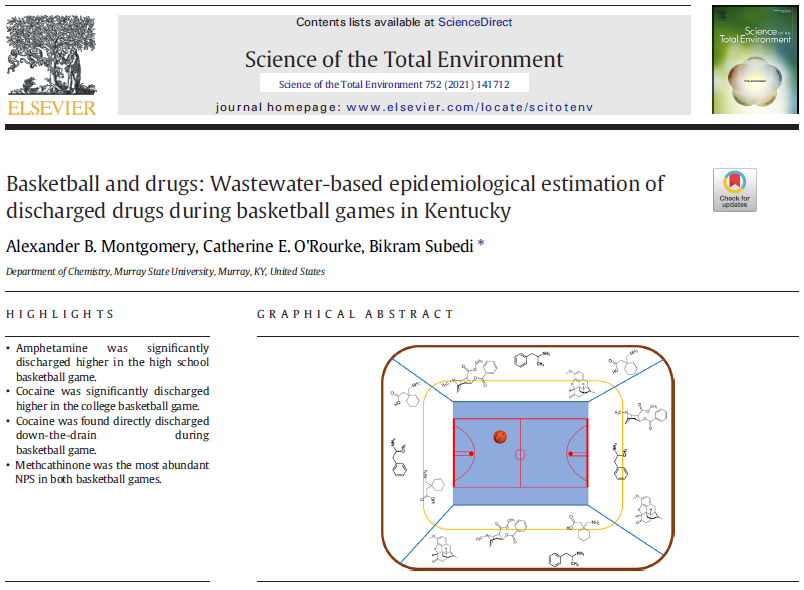 Contents lists available at ScienceDirect
Science of the Total Environment
Science of the Total Environment 752 (2021) 141712
journal homepage: www.elsevier.com/locate/scitotenv
ELSEVIER
Science OF THE
Total Environment
Basketball and drugs: Wastewater-based epidemiological estimation of
discharged drugs during basketball games in Kentucky
Check for
updates
Alexander B. Montgomery, Catherine E. O'Rourke, Bikram Subedi *
Department of Chemistry, Murray State University, Murray, KY, United States
HIGHLIGHTS
• Amphetamine was significantly
discharged higher in the high school
basketball game.
• Cocaine was significantly discharged
higher in the college basketball game.
• Cocaine was found directly discharged
down-the-drain during
basketball game.
• Methcathinone was the most abundant
NPS in both basketball games.
GRAPHICAL ABSTRACT